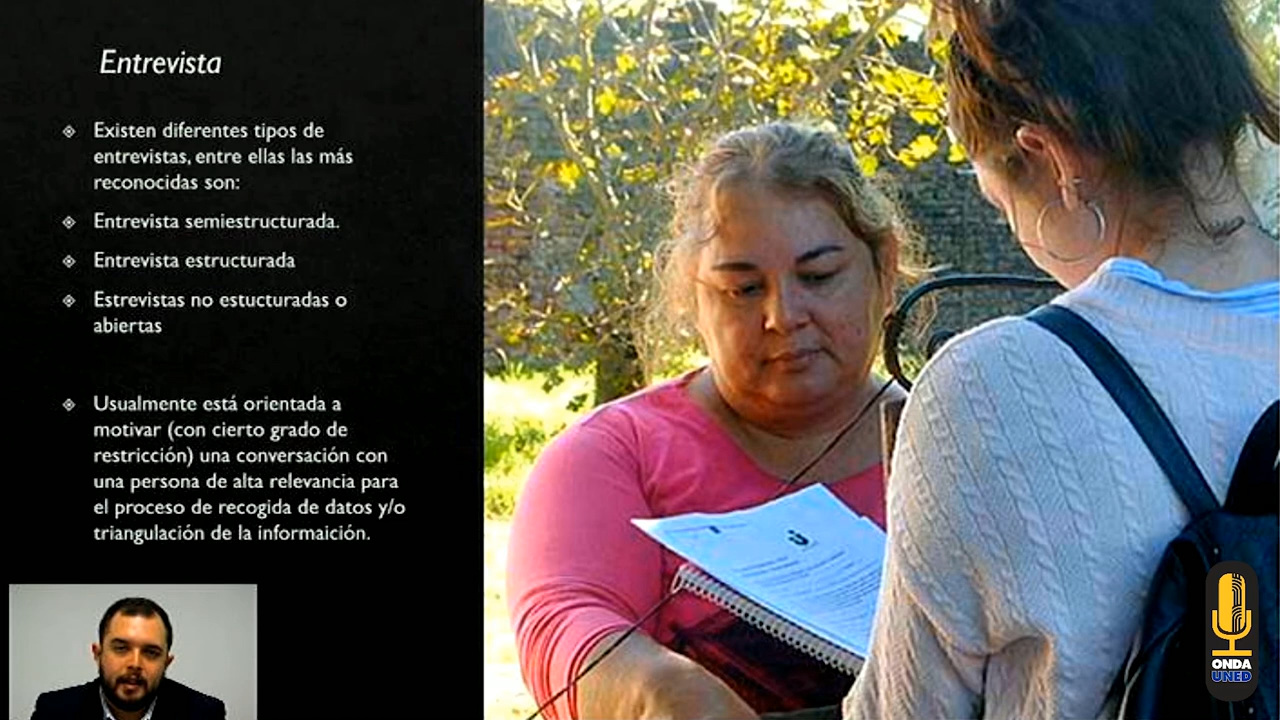 Entrevista
Existen diferentes tipos de
entrevistas, entre ellas las más
reconocidas son:
Entrevista semiestructurada.
Entrevista estructurada
Estrevistas no estucturadas o
abiertas
Usualmente está orientada a
motivar (con cierto grado de
restricción) una conversación con
una persona de alta relevancia para
el proceso de recogida de datos y/o
triangulación de la informaición.
ONDA
UNED